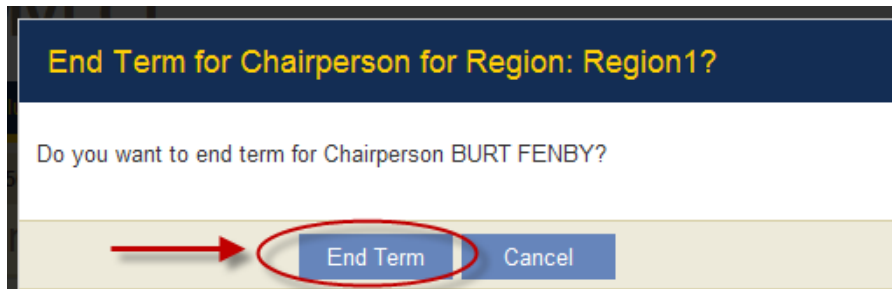 End Term for Chairperson for Region: Region1?
Do you want to end term for Chairperson BURT FENBY?
End Term Cancel